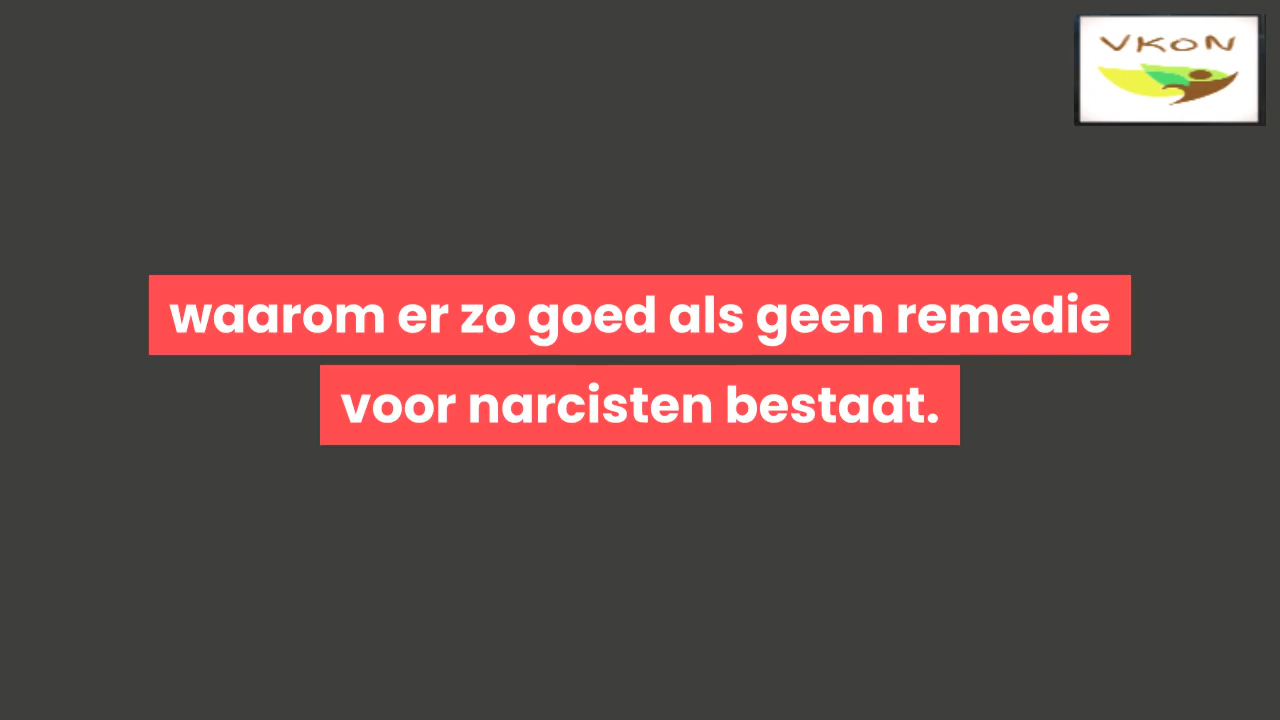 VKON
waarom er zo goed als geen remedie
voor narcisten bestaat.